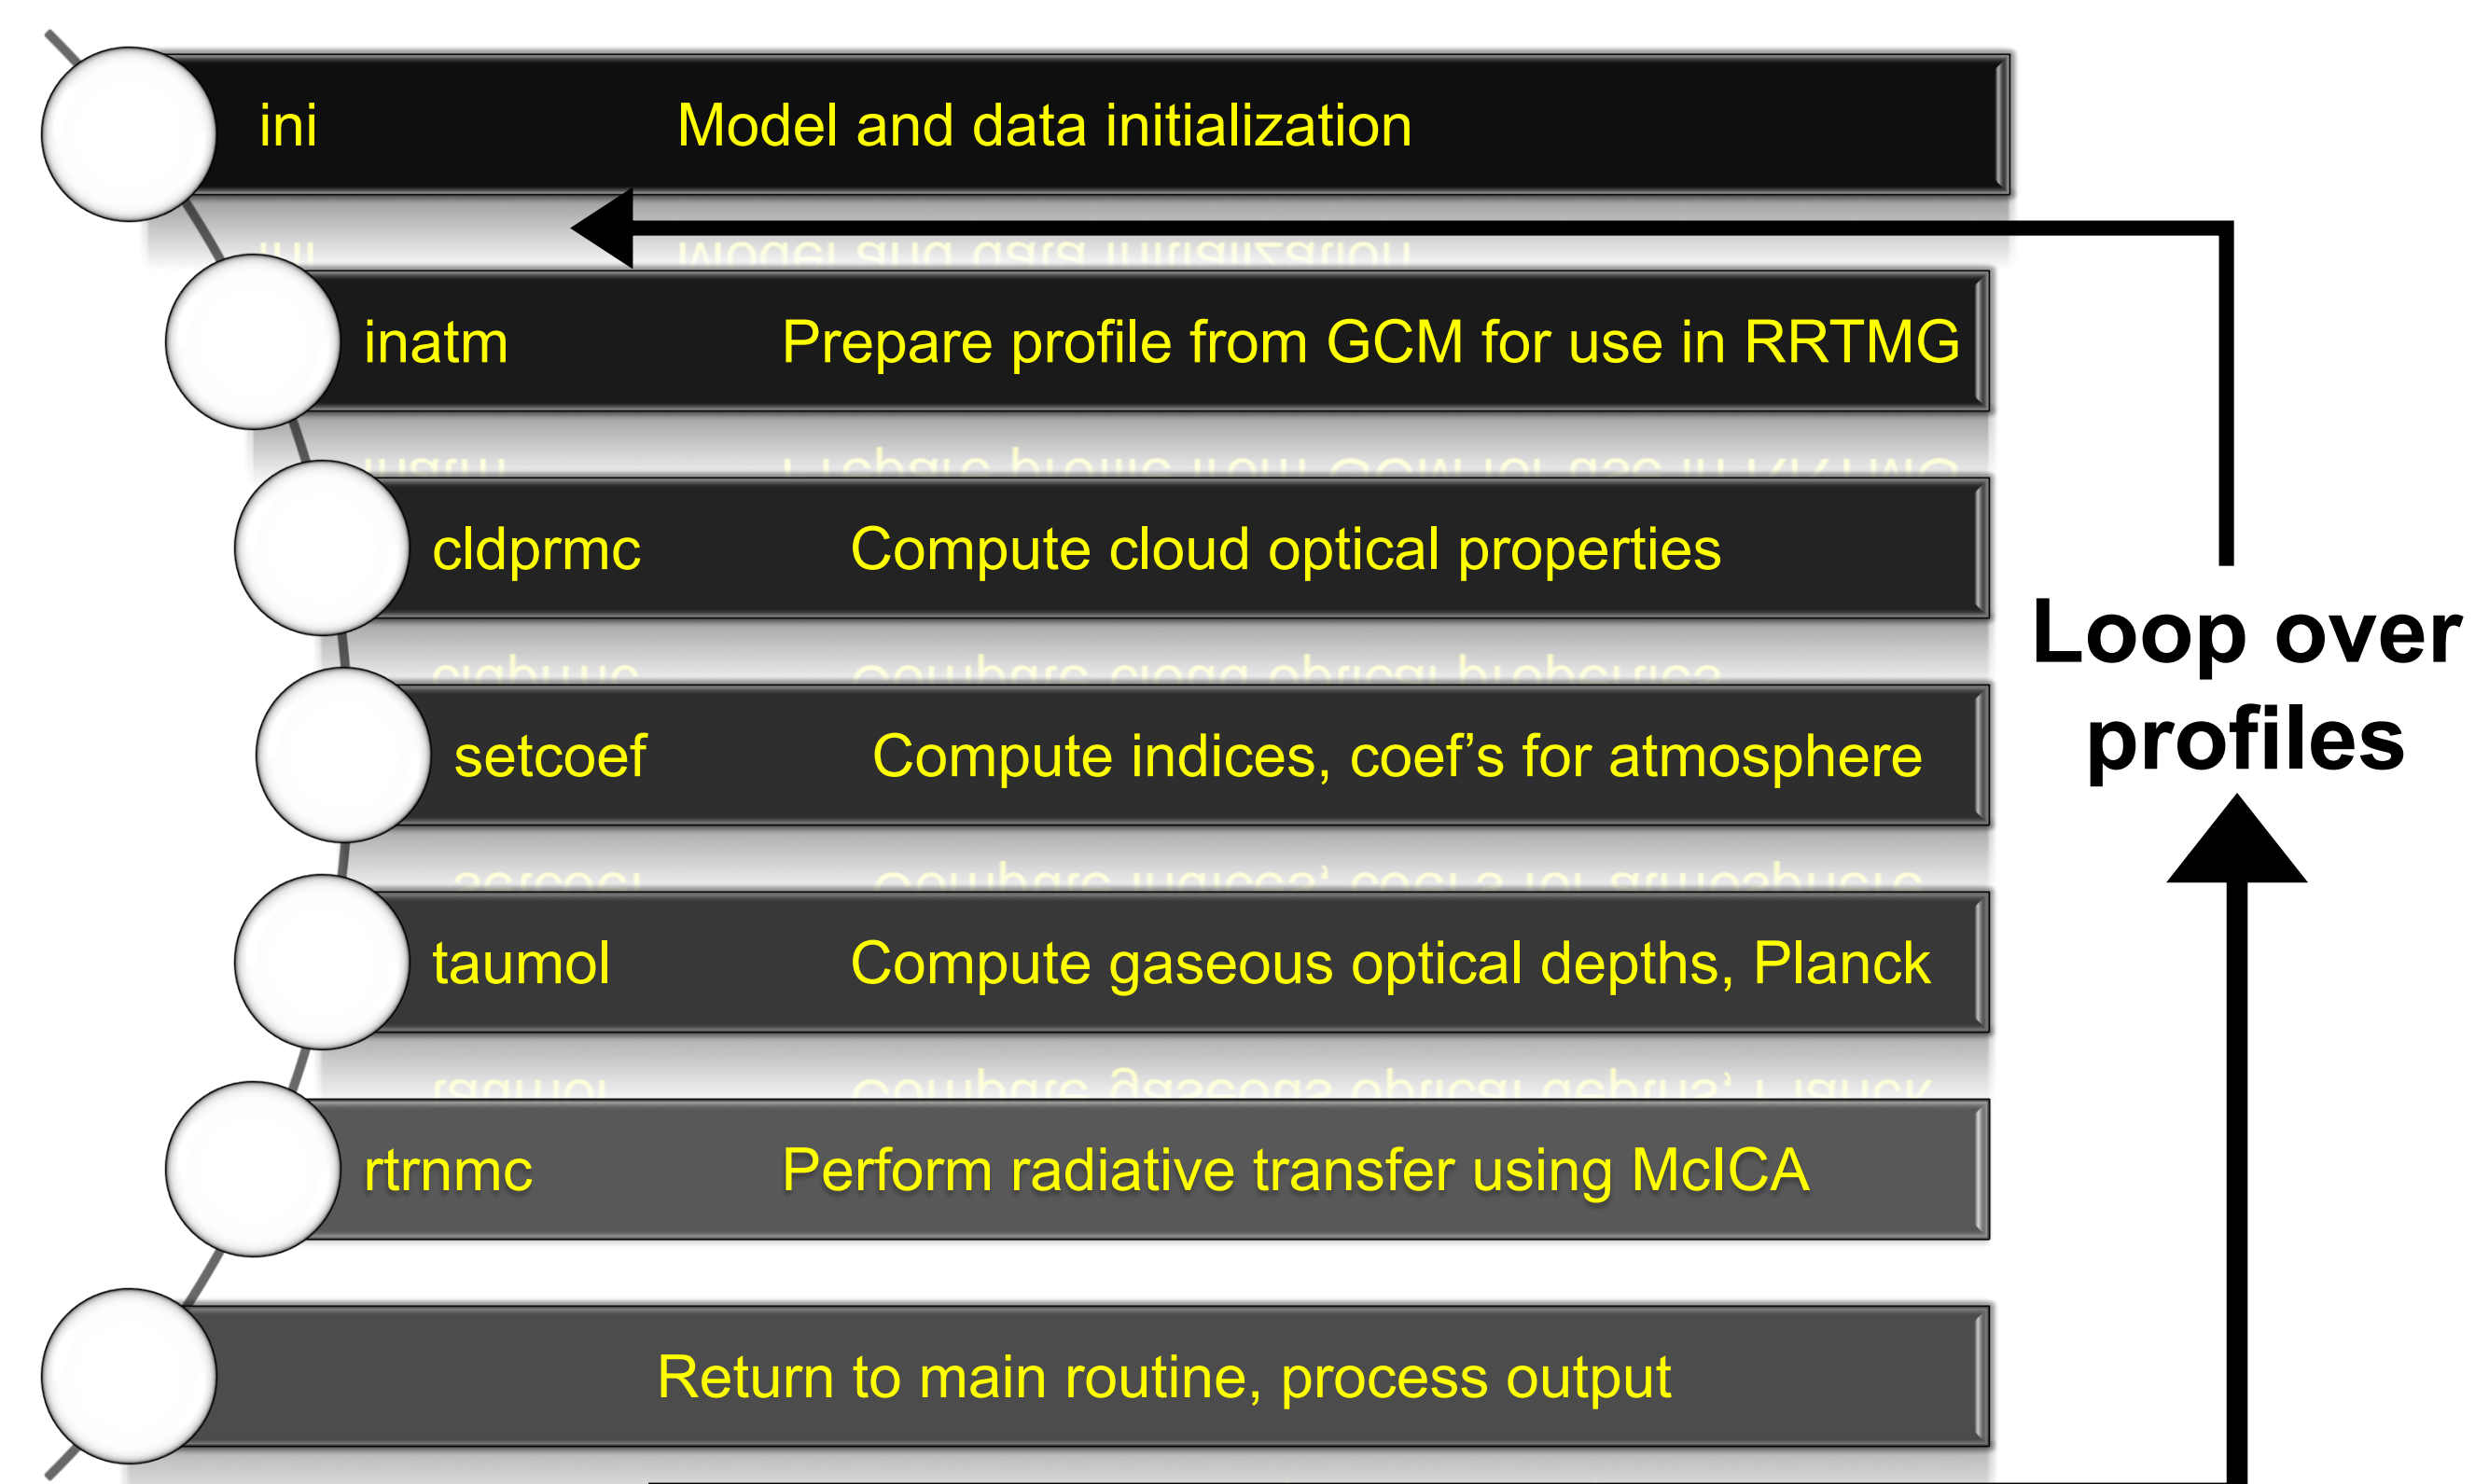 ini Model and data initialization
inatm Prepare profile from GCM for use in RRTMG
cldprmc Compute cloud optical properties
setcoef Compute indices, coef’s for atmosphere
taumol Compute gaseous optical depths, Planck
rtrnmc Perform radiative transfer using McICA
Return to main routine, process output
Loop over
profiles